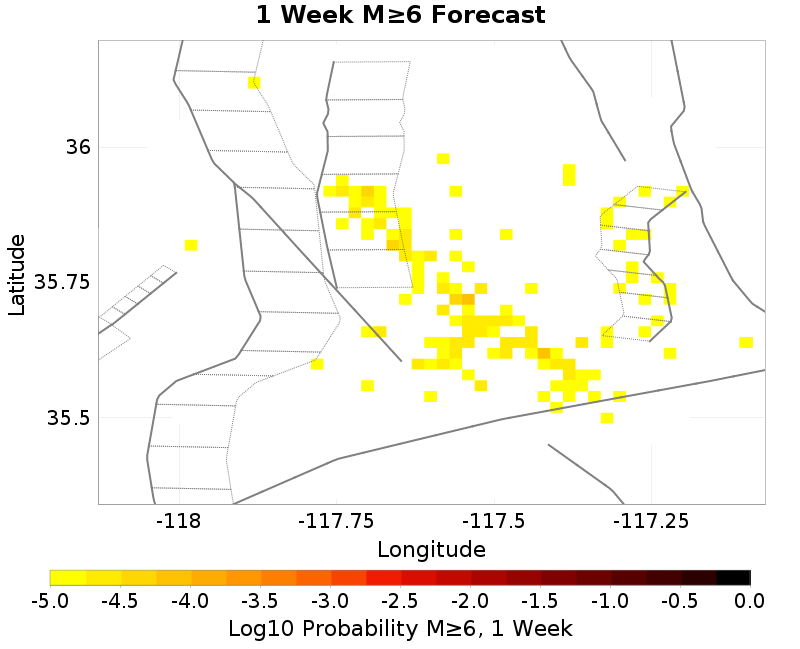 1 Week M≥6 Forecast
36
35.75
35.5
Latitude
-118 -117.75 -117.5 -117.25
Longitude
-5.0 -4.5 -4.0 -3.5 -3.0 -2.5 -2.0 -1.5 -1.0 -0.5 0.0
Log10 Probability M≥6, 1 Week